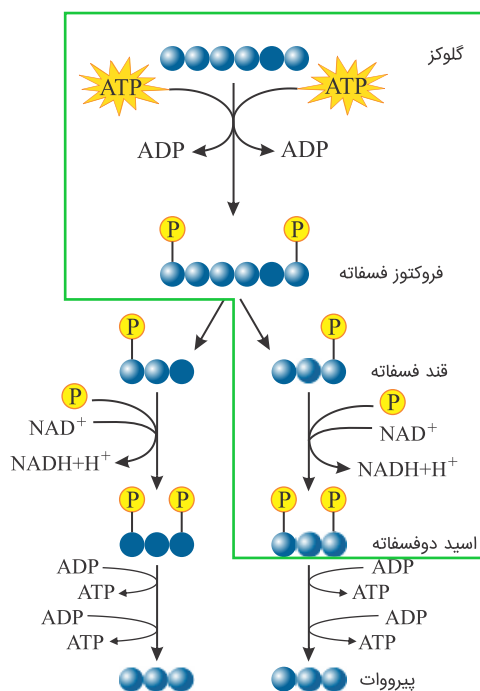 گلوکز
ATP ATP
ADP ADP
P P
فروکتوز فسفاته
P P
قند فسفاته
P P
NAD⁺ NAD⁺
NADH+H⁺ NADH+H⁺
P P P P
اسید دوفسفاته
ADP ADP
ATP ATP
ADP ADP
ATP ATP
پیرووات